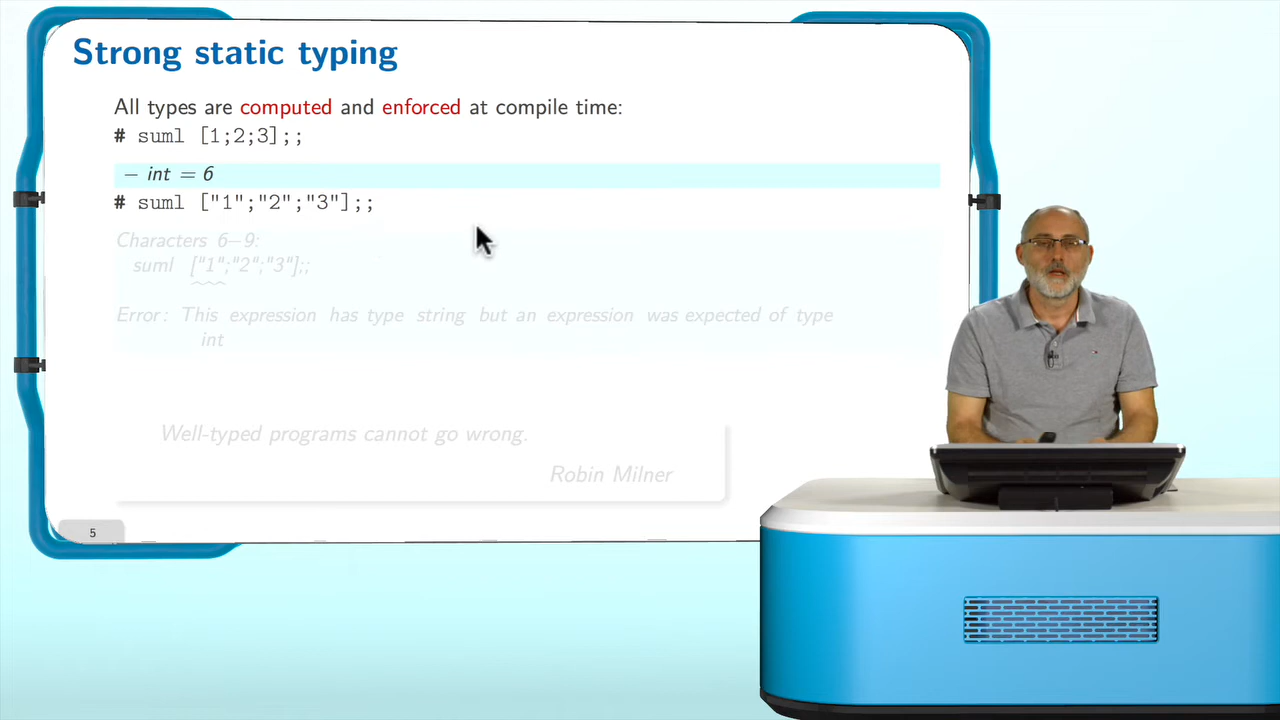 Strong static typing
All types are computed and enforced at compile time:
# suml [1;2;3];;
− int = 6
# suml ["1";"2";"3"];;
Characters 6−9:
suml ["1";"2";"3"];;
Error: This expression has type string but an expression was expected of type
int
Well-typed programs cannot go wrong.
Robin Milner
5